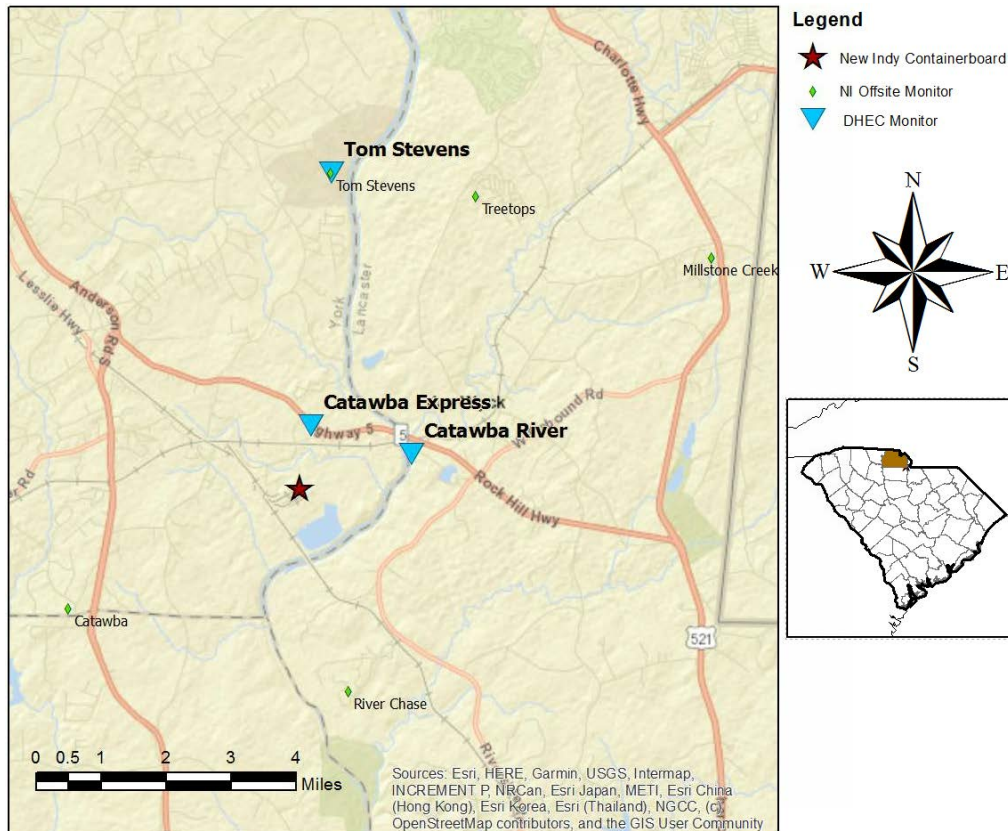 Legend
New Indy Containerboard
NI Offsite Monitor
DHEC Monitor
Charlotte Hwy
Tom Stevens
Tom Stevens
Treetops
Millstone Creek
Lesslie Hwy
Anderson Rd S
York
Lancaster
N
W
E
S
Catawba Express
Highway 5
5
Catawba River
Rd
Rock Hill Hwy
Rd
Catawba
521
River Chase
0 0.5 1 2 3 4
Miles
Sources: Esri, HERE, Garmin, USGS, Intermap,
INCREMENT P, NRCan, Esri Japan, METI, Esri China
(Hong Kong), Esri Korea, Esri (Thailand), NGCC, (c)
OpenStreetMap contributors, and the GIS User Community